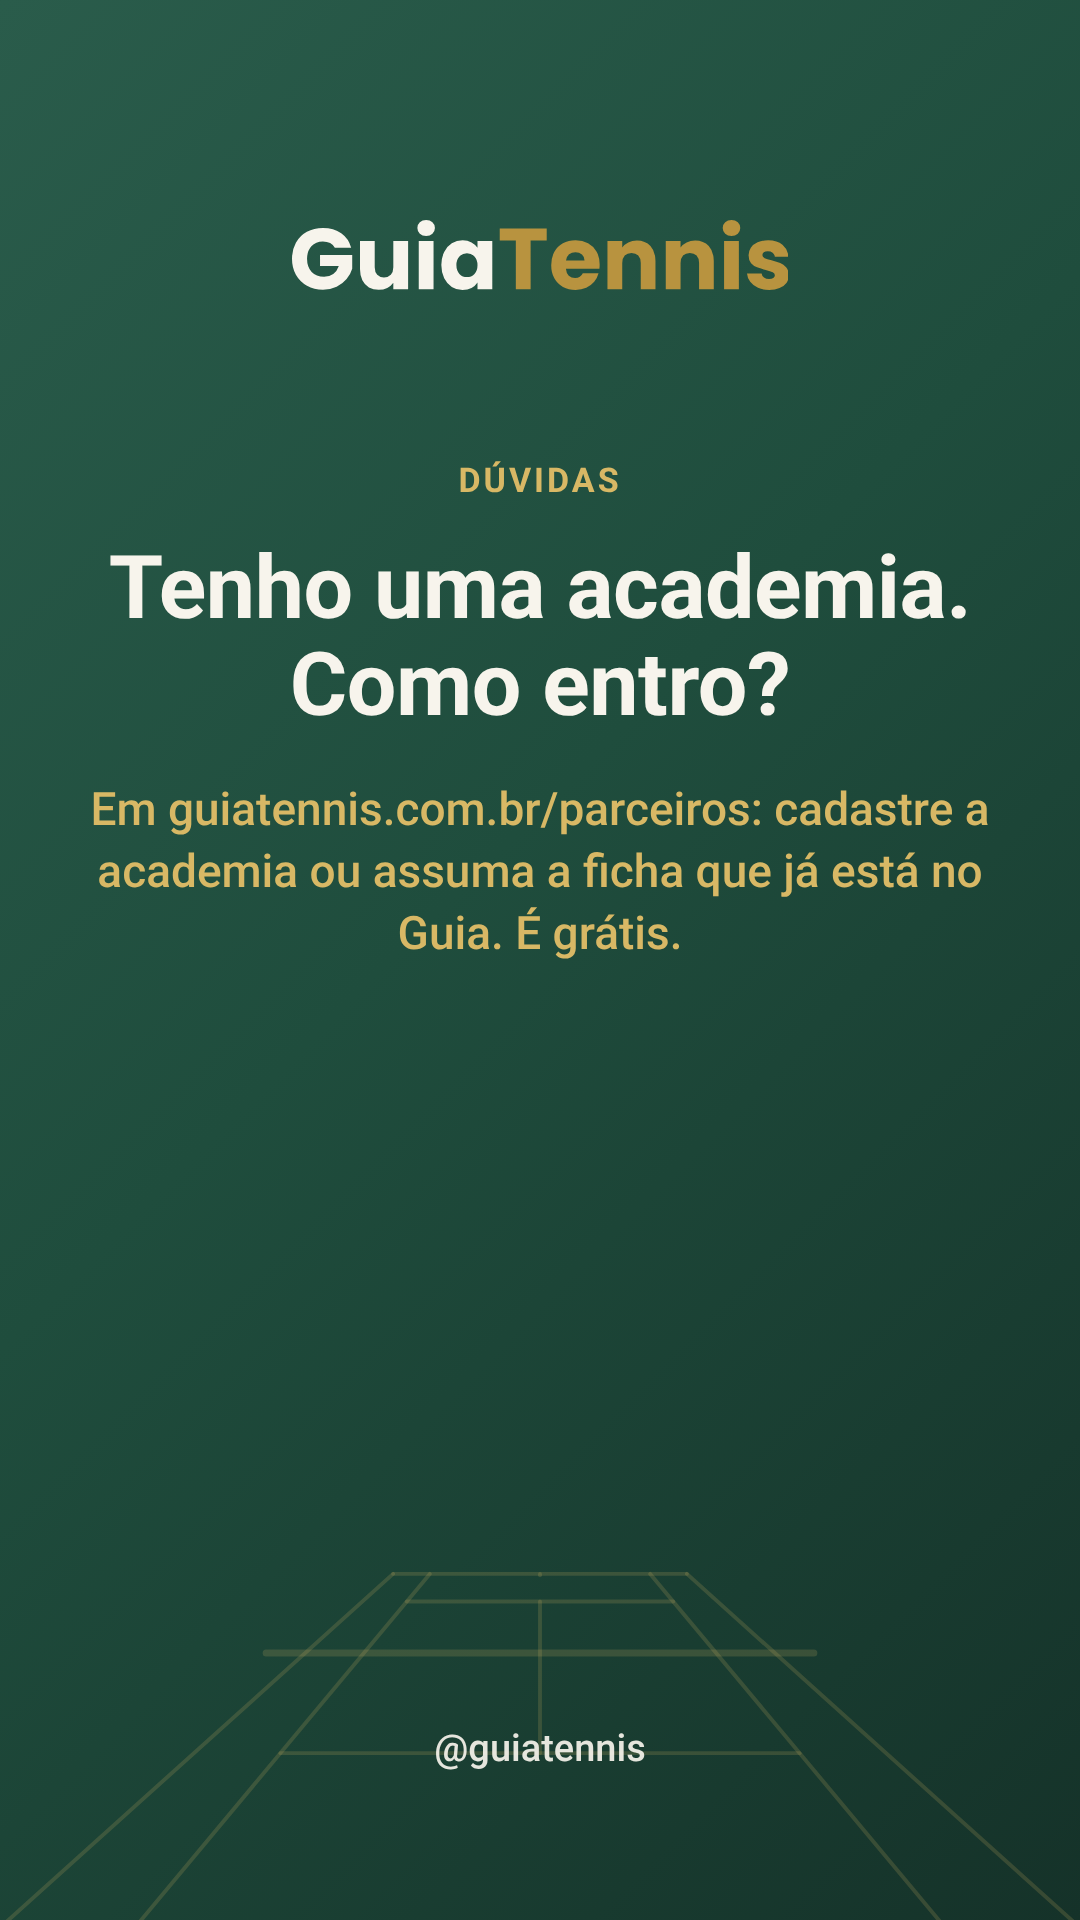 GuiaTennis
DÚVIDAS
Tenho uma academia.
Como entro?
Em guiatennis.com.br/parceiros: cadastre a
academia ou assuma a ficha que já está no
Guia. É grátis.
@guiatennis